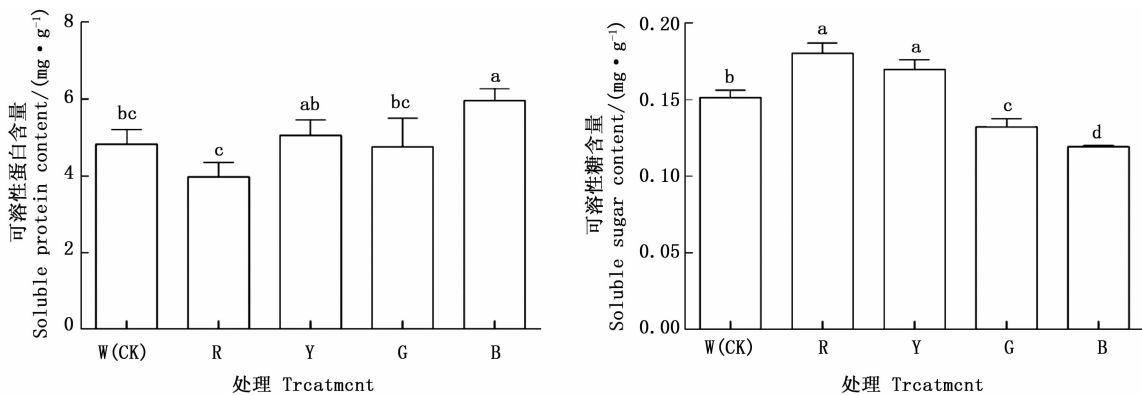 可溶性蛋白含量
Soluble protein content/(mg·g⁻¹)
8
6
4
2
0
bc
c
ab
bc
a
W(CK) R Y G B
处理 Trcatmcnt
可溶性糖含量
Soluble sugar content/(mg·g⁻¹)
0.20
0.15
0.10
0.05
0.00
b
a
a
c
d
W(CK) R Y G B
处理 Trcatmcnt